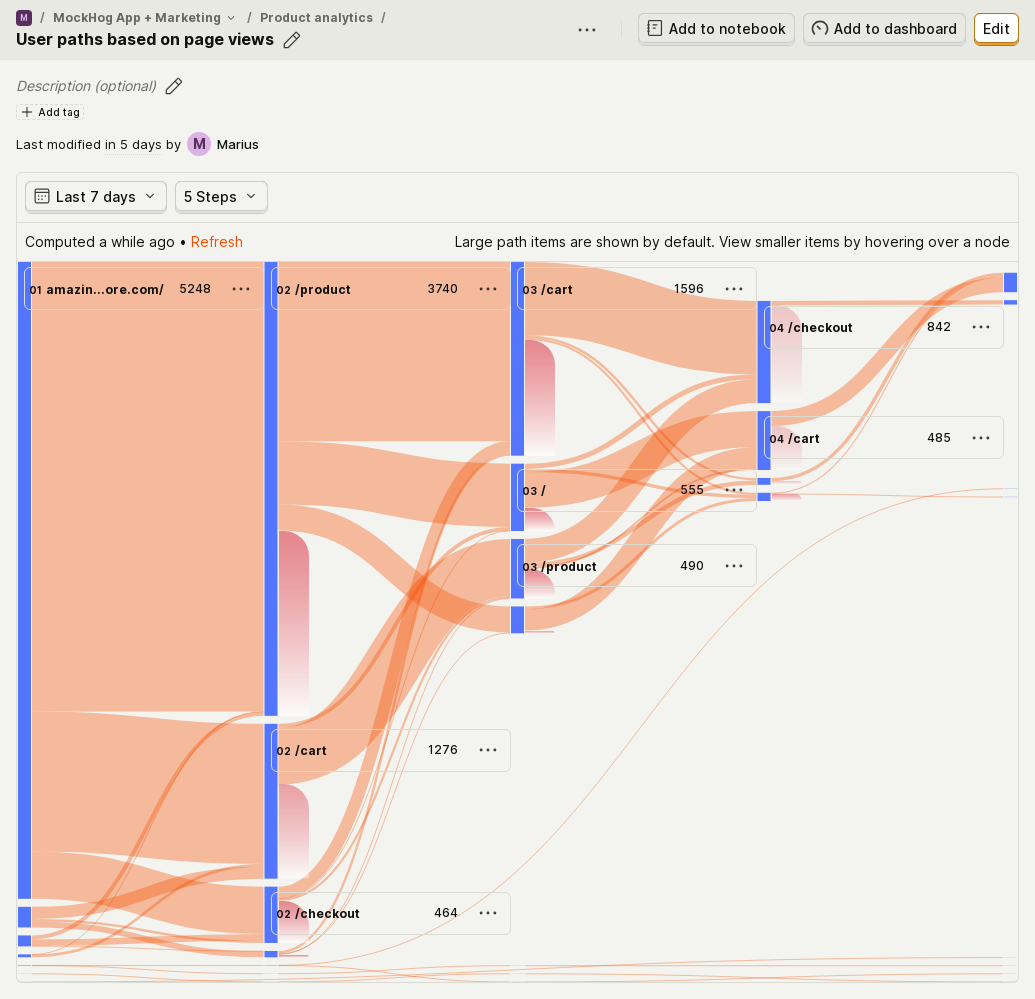 M / MockHog App + Marketing / Product analytics /
User paths based on page views
Add to notebook
Add to dashboard
Edit
Description (optional)
Add tag
Last modified in 5 days by M Marius
Last 7 days
5 Steps
Computed a while ago • Refresh
Large path items are shown by default. View smaller items by hovering over a node
01 amazin...ore.com/ 5248
02 /product 3740
03 /cart 1596
04 /checkout 842
04 /cart 485
03 / 555
03 /product 490
02 /cart 1276
02 /checkout 464